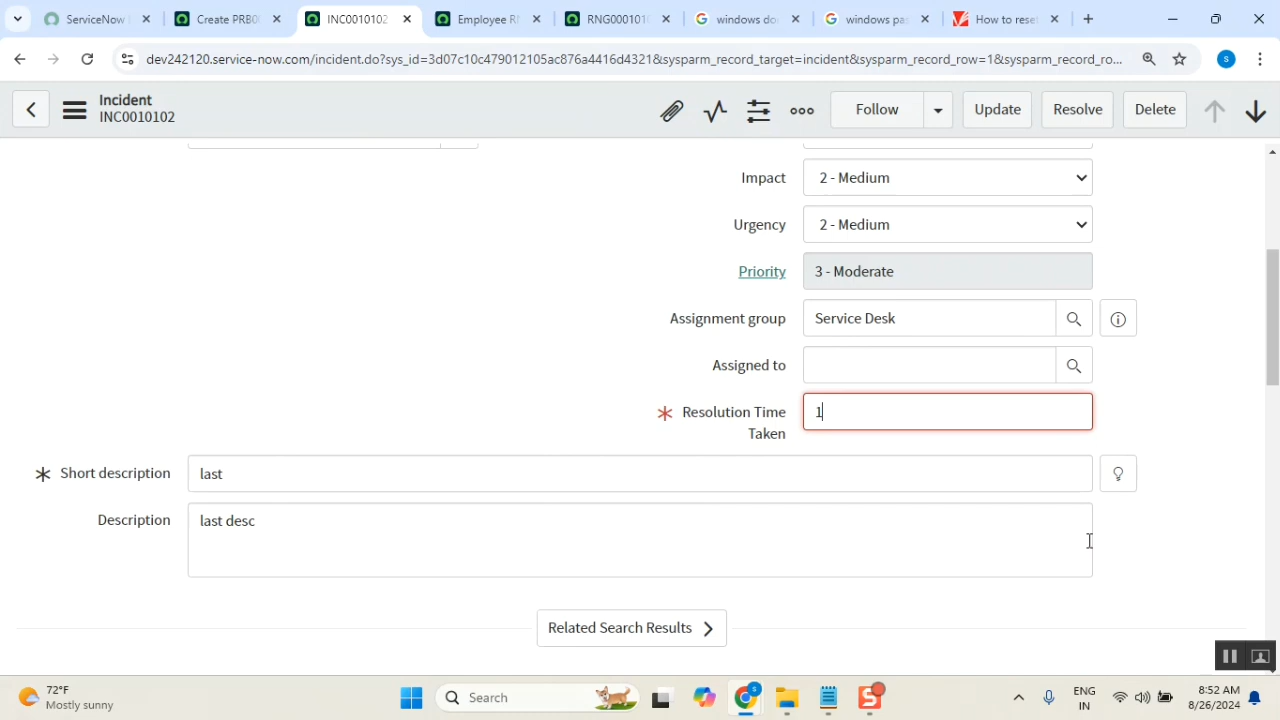 ServiceNow
Create PRB0
INC0010102
Employee
RNG000101
windows do
windows pa
How to rese
dev242120.service-now.com/incident.do?sys_id=3d07c10c479012105ac876a4416d4321&sysparm_record_target=incident&sysparm_record_row=1&sysparm_record_ro...
S
Incident
INC0010102
Follow
Update
Resolve
Delete
Impact
2 - Medium
Urgency
2 - Medium
Priority
3 - Moderate
Assignment group
Service Desk
Assigned to
Resolution Time
Taken
1
Short description
last
Description
last desc
Related Search Results
72°F
Mostly sunny
Search
ENG
IN
8:52 AM
8/26/2024